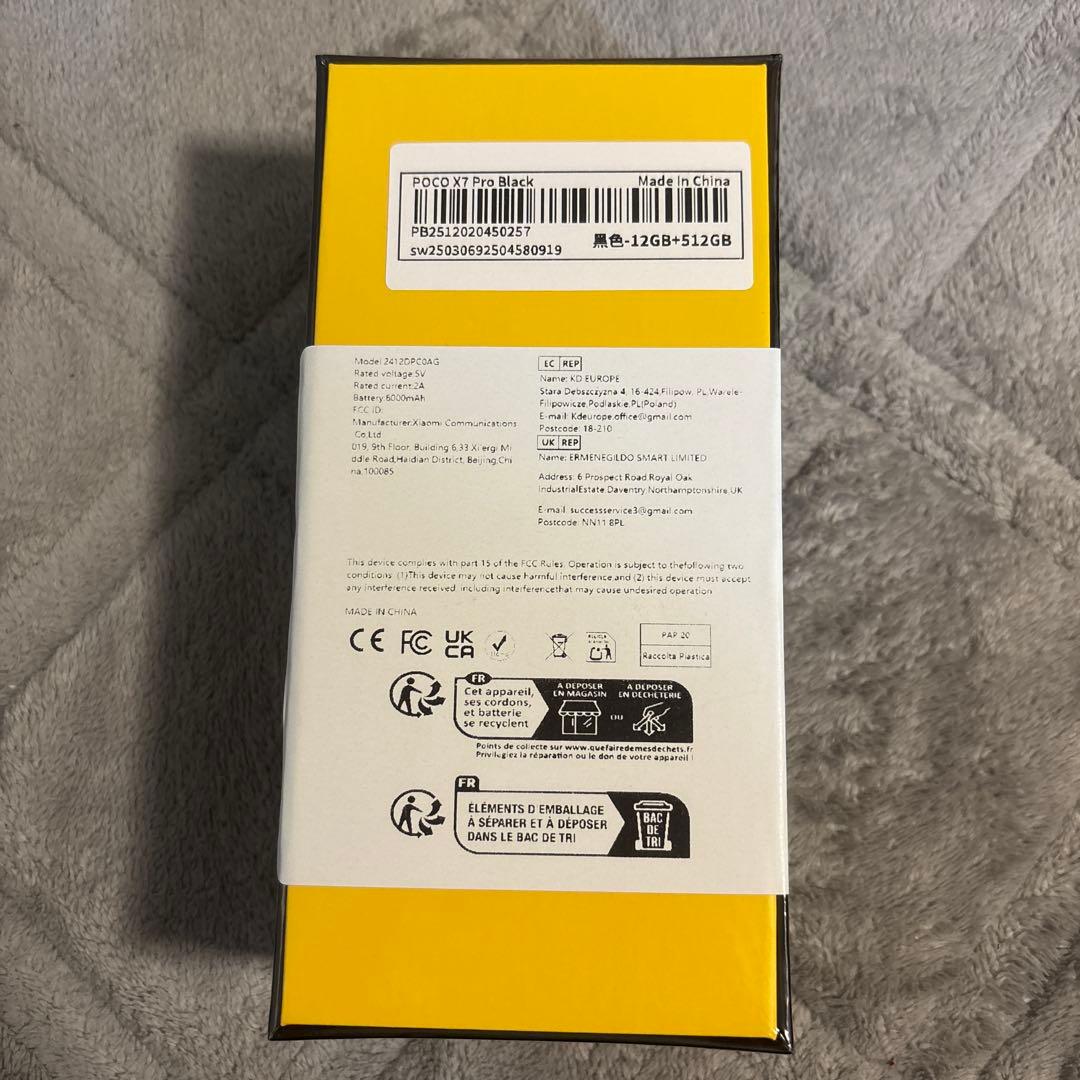 POCO X7 Pro Black Made In China
PB2512020450257
sw25030692504580919 黑色-12GB+512GB
Model 2412DPC0AG
Rated voltage:5V
Rated current:2A
Battery:6000mAh
FCC ID:
Manufacturer:Xiaomi Communications
Co,Ltd
019, 9th Floor, Building 6,33 Xi'ergi Mi
ddle Road,Haidian District, Beijing,Chi
na,100085
EC REP
Name: KD EUROPE
Stara Debszczyzna 4, 16-424,Filipow, PL,Warele-
Filipowicze,Podlaskie,PL(Poland)
E-mail: Kdeurope.office@gmail.com
Postcode: 18-210
UK REP
Name: ERMENEGILDO SMART LIMITED
Address: 6 Prospect Road,Royal Oak
IndustrialEstate,Daventry,Northamptonshire,UK
E-mail: successservice3@gmail.com
Postcode: NN11 8PL
This device complies with part 15 of the FCC Rules. Operation is subject to thefollowing two
conditions: (1)This device may not cause harmful interference,and (2) this device must accept
any interference received, including interferencethat may cause undesired operation
MADE IN CHINA
CE FC UK CA
PAP 20
Raccolta Plastica
FR
Cet appareil,
ses cordons,
et batterie
se recyclent
À DÉPOSER
EN MAGASIN
OU
À DÉPOSER
EN DÉCHÈTERIE
Points de collecte sur www.quefairedemesdechets.fr
Privilégiez la réparation ou le don de votre appareil !
FR
ÉLÉMENTS D EMBALLAGE
À SÉPARER ET À DÉPOSER
DANS LE BAC DE TRI
BAC
DE
TRI